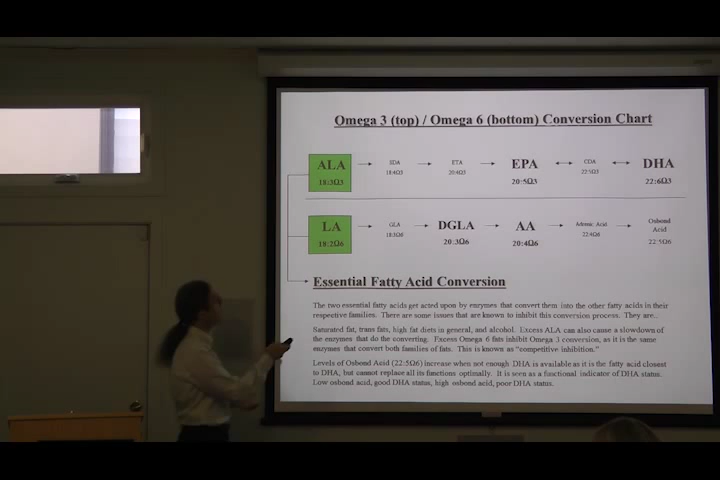 Omega 3 (top) / Omega 6 (bottom) Conversion Chart
ALA → → → EPA ↔ CDA ↔ DHA
18:3Ω3 18:4Ω3 20:4Ω3 20:5Ω3 22:5Ω3 22:6Ω3
LA → GLA → DGLA → AA → Adrenic Acid → Osbond Acid
18:2Ω6 18:3Ω6 20:3Ω6 20:4Ω6 22:4Ω6 22:5Ω6
Essential Fatty Acid Conversion
The two essential fatty acids get acted upon by enzymes that convert them into the other fatty acids in their
respective families. There are some issues that are known to inhibit this conversion process. They are..
Saturated fat, trans fats, high fat diets in general, and alcohol. Excess ALA can also cause a slowdown of
the enzymes that do the converting. Excess Omega 6 fats inhibit Omega 3 conversion, as it is the same
enzymes that convert both families of fats. This is known as "competitive inhibition."
Levels of Osbond Acid (22:5Ω6) increase when not enough DHA is available as it is the fatty acid closest
to DHA, but cannot replace all its functions optimally. It is seen as a functional indicator of DHA status.
Low osbond acid, good DHA status, high osbond acid, poor DHA status.